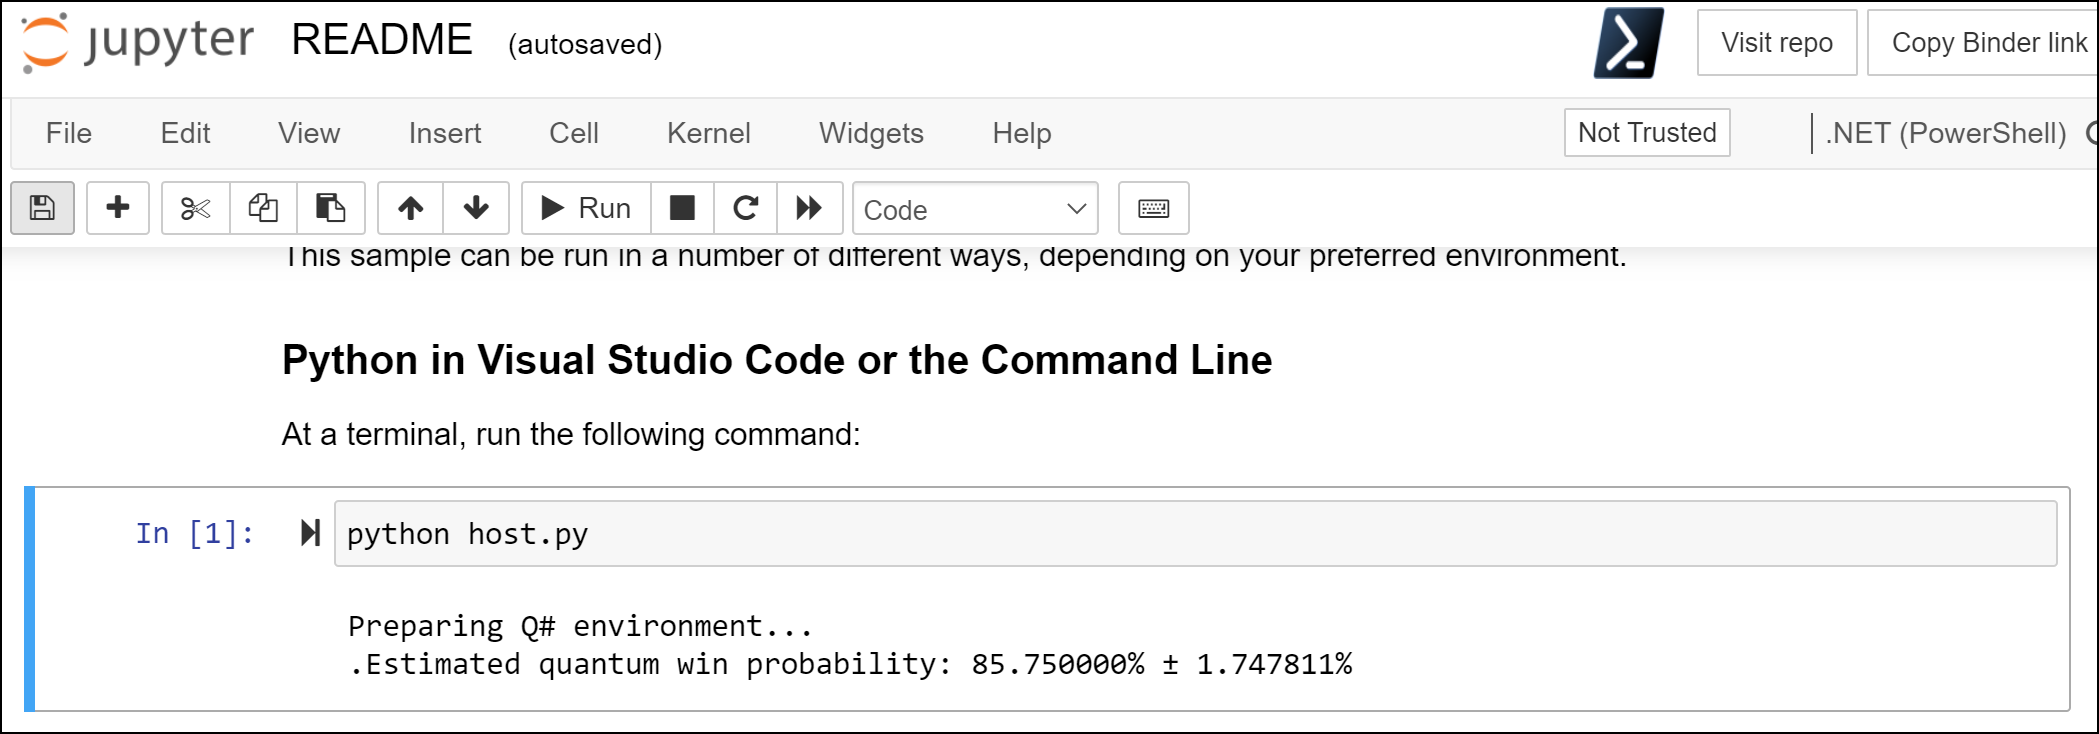 jupyter README (autosaved) Visit repo Copy Binder link
File Edit View Insert Cell Kernel Widgets Help Not Trusted .NET (PowerShell)
Run Code
This sample can be run in a number of different ways, depending on your preferred environment.
Python in Visual Studio Code or the Command Line
At a terminal, run the following command:
In [1]: python host.py
Preparing Q# environment...
.Estimated quantum win probability: 85.750000% ± 1.747811%